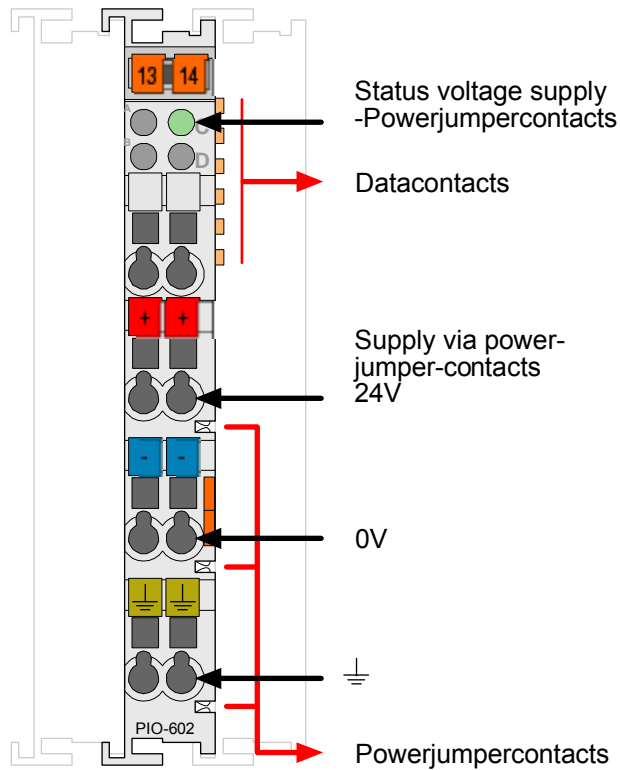 13 14
Status voltage supply
-Powerjumpercontacts
A
C
B
D
Datacontacts
+ +
Supply via power-
jumper-contacts
24V
- -
0V
PIO-602
Powerjumpercontacts